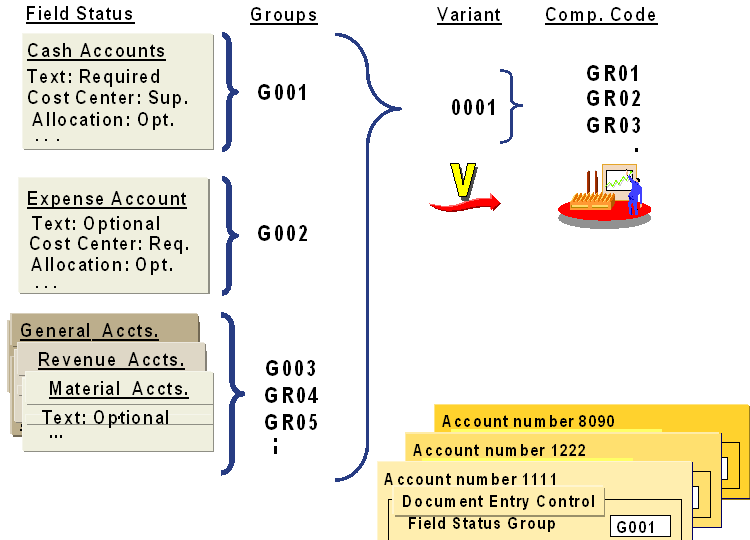 Field Status
Groups
Variant
Comp. Code
Cash Accounts
Text: Required
Cost Center: Sup.
Allocation: Opt.
...
G001
0001
GR01
GR02
GR03
.
V
Expense Account
Text: Optional
Cost Center: Req.
Allocation: Opt.
...
G002
General Accts.
Revenue Accts.
Material Accts.
Text: Optional
...
G003
GR04
GR05
Account number 8090
Account number 1222
Account number 1111
Document Entry Control
Field Status Group
G001